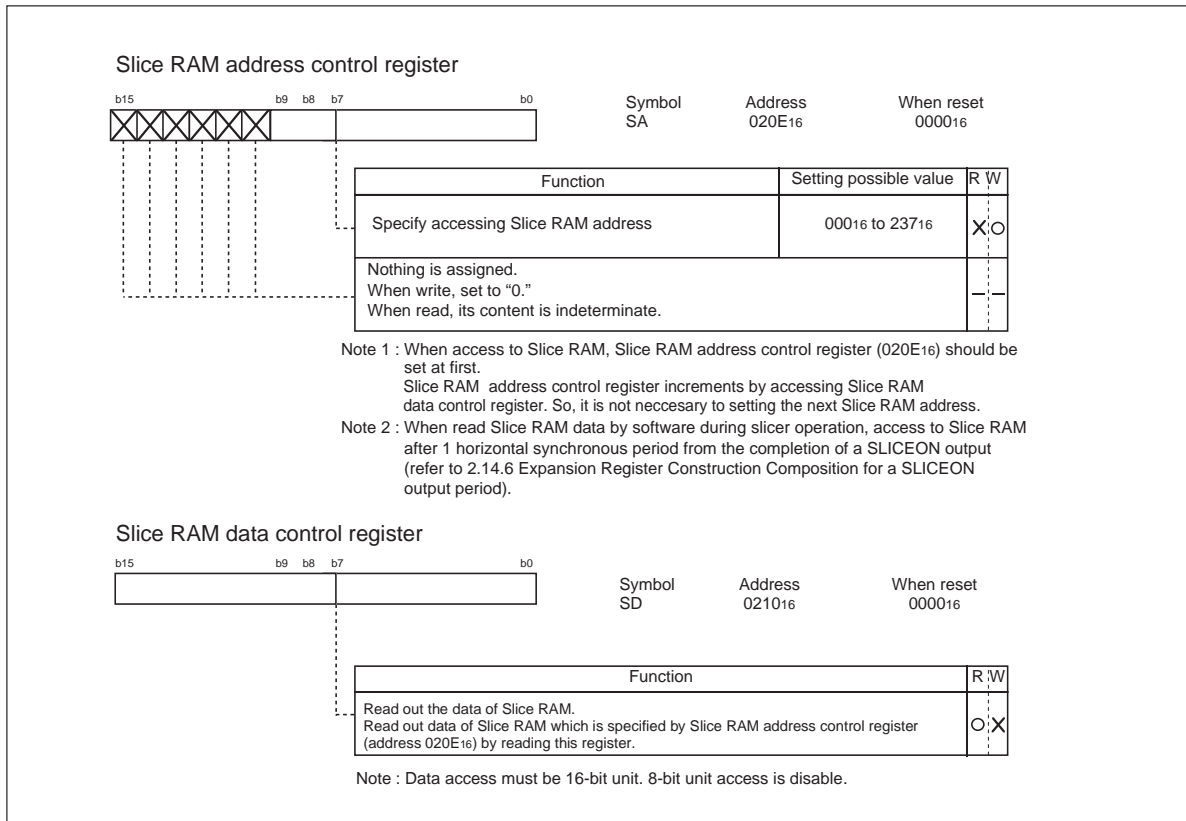 Slice RAM address control register
b15 b9 b8 b7 b0
Symbol Address When reset
SA 020E16 000016
Function Setting possible value R W
Specify accessing Slice RAM address 00016 to 23716 X O
Nothing is assigned.
When write, set to “0.”
When read, its content is indeterminate.
— —
Note 1 : When access to Slice RAM, Slice RAM address control register (020E16) should be
set at first.
Slice RAM address control register increments by accessing Slice RAM
data control register. So, it is not neccesary to setting the next Slice RAM address.
Note 2 : When read Slice RAM data by software during slicer operation, access to Slice RAM
after 1 horizontal synchronous period from the completion of a SLICEON output
(refer to 2.14.6 Expansion Register Construction Composition for a SLICEON
output period).
Slice RAM data control register
b15 b9 b8 b7 b0
Symbol Address When reset
SD 021016 000016
Function R W
Read out the data of Slice RAM.
Read out data of Slice RAM which is specified by Slice RAM address control register
(address 020E16) by reading this register.
O X
Note : Data access must be 16-bit unit. 8-bit unit access is disable.